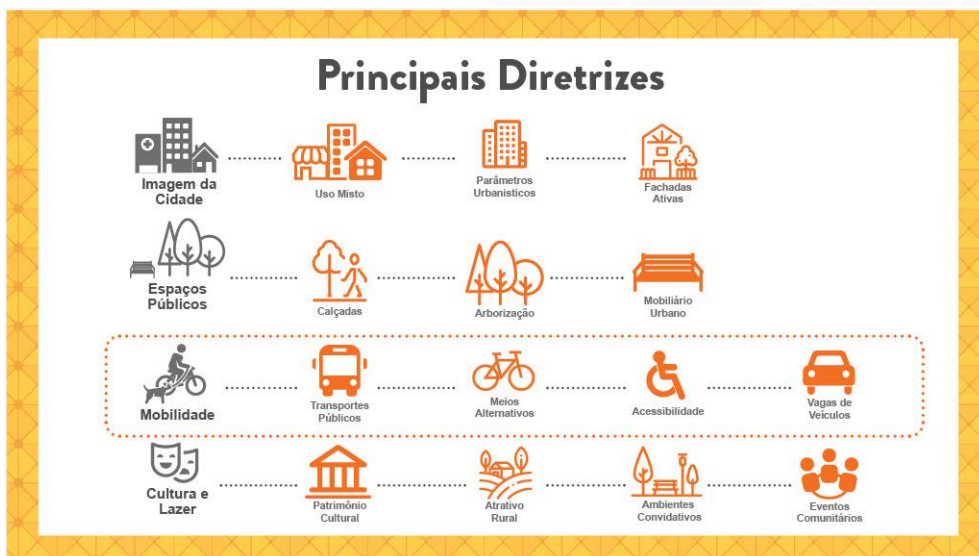 Principais Diretrizes
Imagem da
Cidade
Uso Misto
Parâmetros
Urbanisticos
Fachadas
Ativas
Espaços
Públicos
Calçadas
Arborização
Mobiliário
Urbano
Mobilidade
Transportes
Públicos
Meios
Alternativos
Acessibilidade
Vagas de
Veículos
Cultura e
Lazer
Patrimônio
Cultural
Atrativo
Rural
Ambientes
Convidativos
Eventos
Comunitários